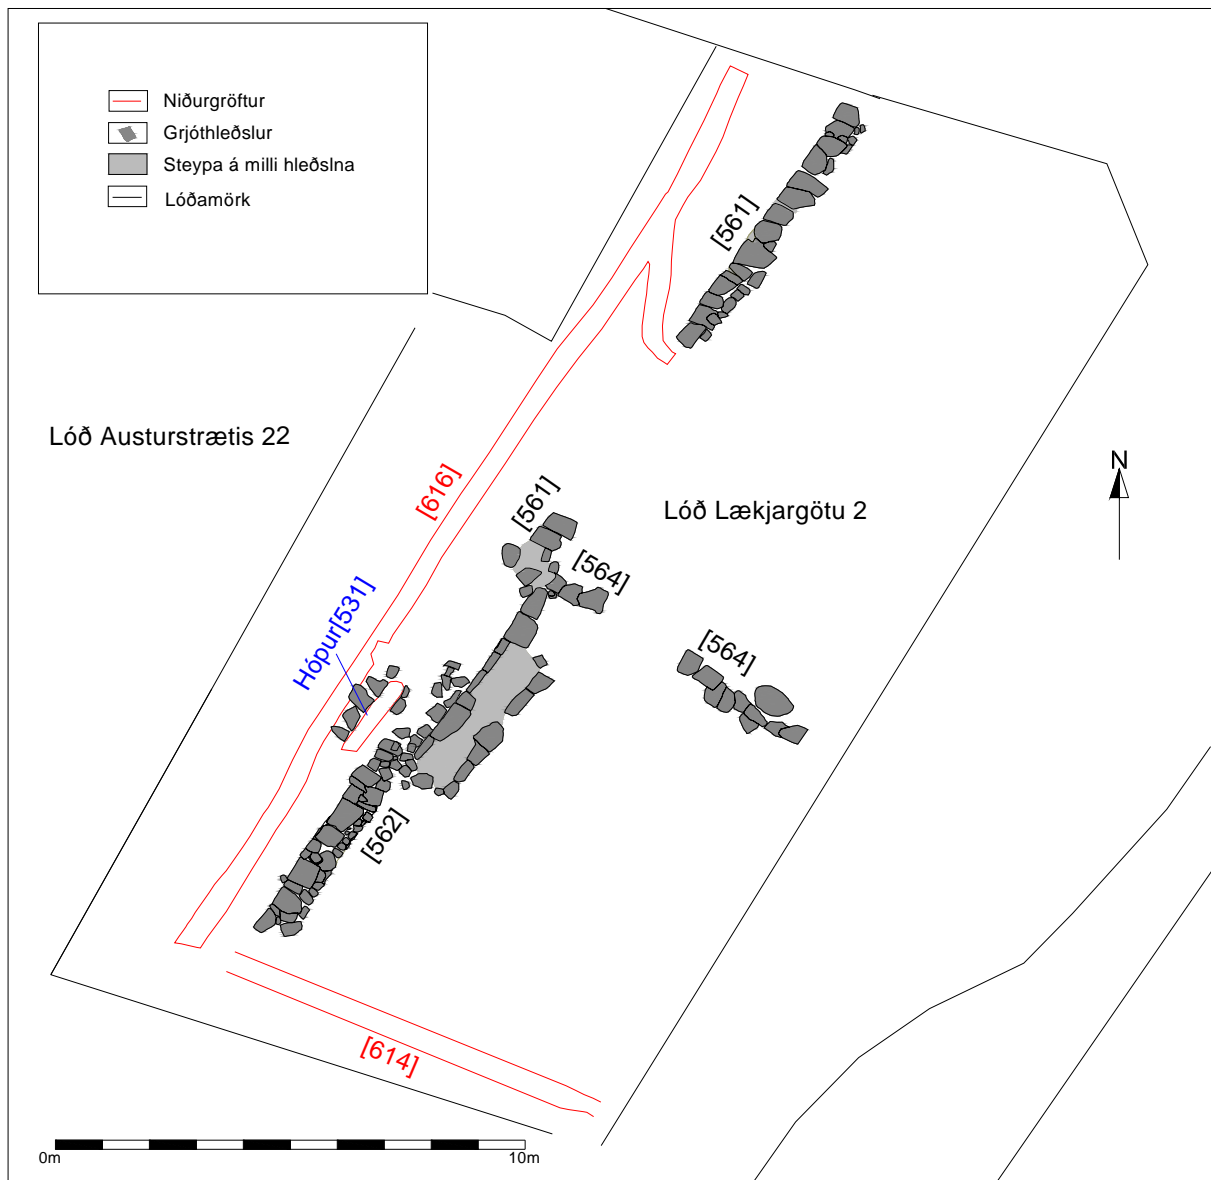 Niðurgröftur
Grjóthleðslur
Steypa á milli hleðslna
Lóðamörk
[561]
Lóð Austurstrætis 22
N
[616]
[561]
Lóð Lækjargötu 2
[564]
Hópur[531]
[564]
[562]
[614]
0m
10m